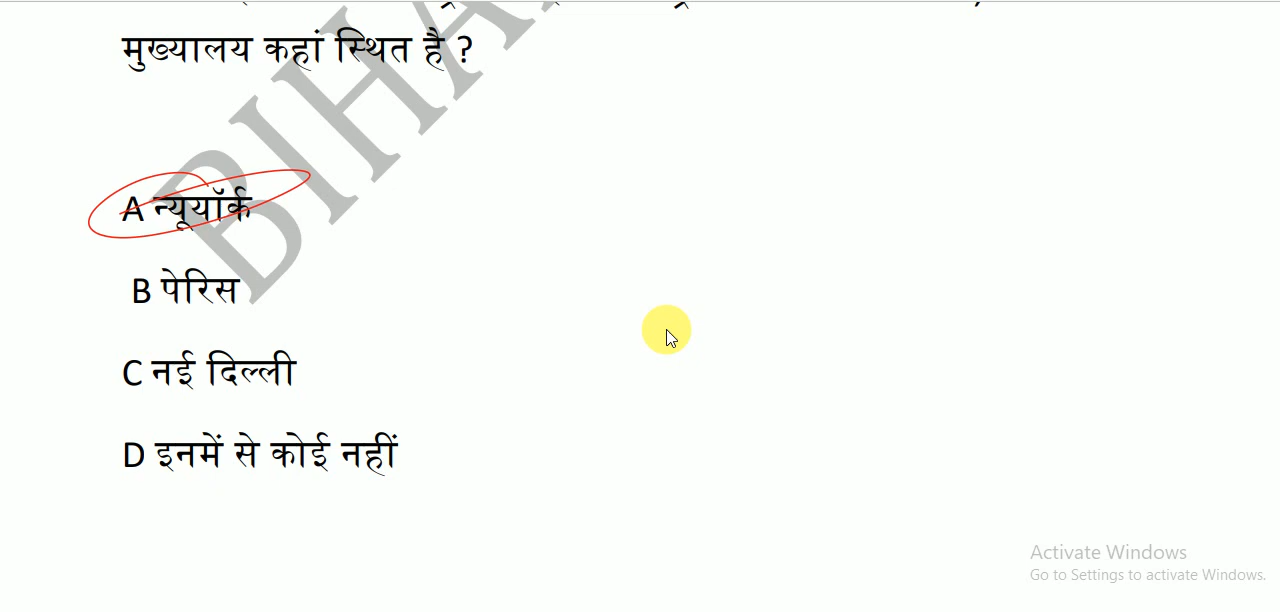 मुख्यालय कहां स्थित है ?
BIHA
A न्यूयॉर्क
B पेरिस
C नई दिल्ली
D इनमें से कोई नहीं
Activate Windows
Go to Settings to activate Windows.